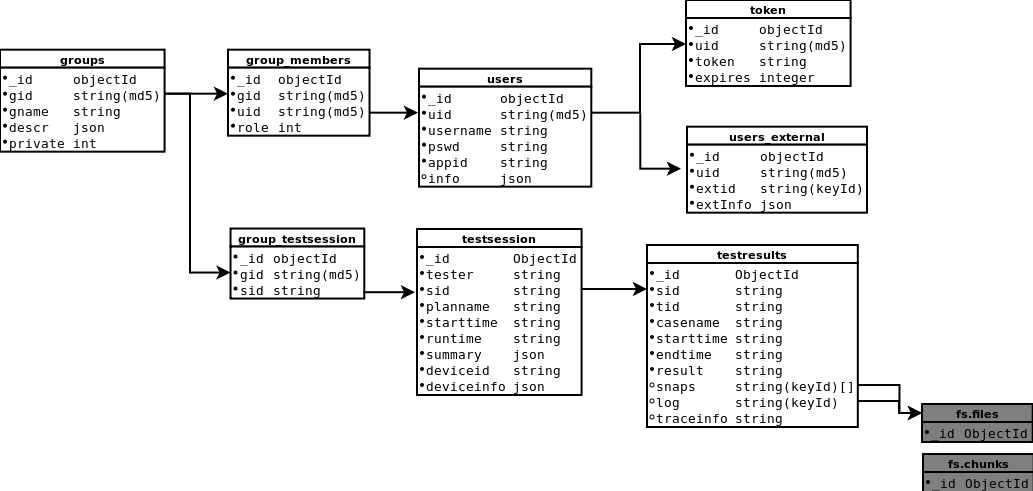 groups
_id objectId
gid string(md5)
gname string
descr json
private int
group_members
_id objectId
gid string(md5)
uid string(md5)
role int
users
_id objectId
uid string(md5)
username string
pswd string
appid string
info json
token
_id objectId
uid string(md5)
token string
expires integer
users_external
_id objectId
uid string(md5)
extid string(keyId)
extInfo json
group_testsession
_id objectId
gid string(md5)
sid string
testsession
_id ObjectId
tester string
sid string
planname string
starttime string
runtime string
summary json
deviceid string
deviceinfo json
testresults
_id ObjectId
sid string
tid string
casename string
starttime string
endtime string
result string
snaps string(keyId)[]
log string(keyId)
traceinfo string
fs.files
_id ObjectId
fs.chunks
_id ObjectId